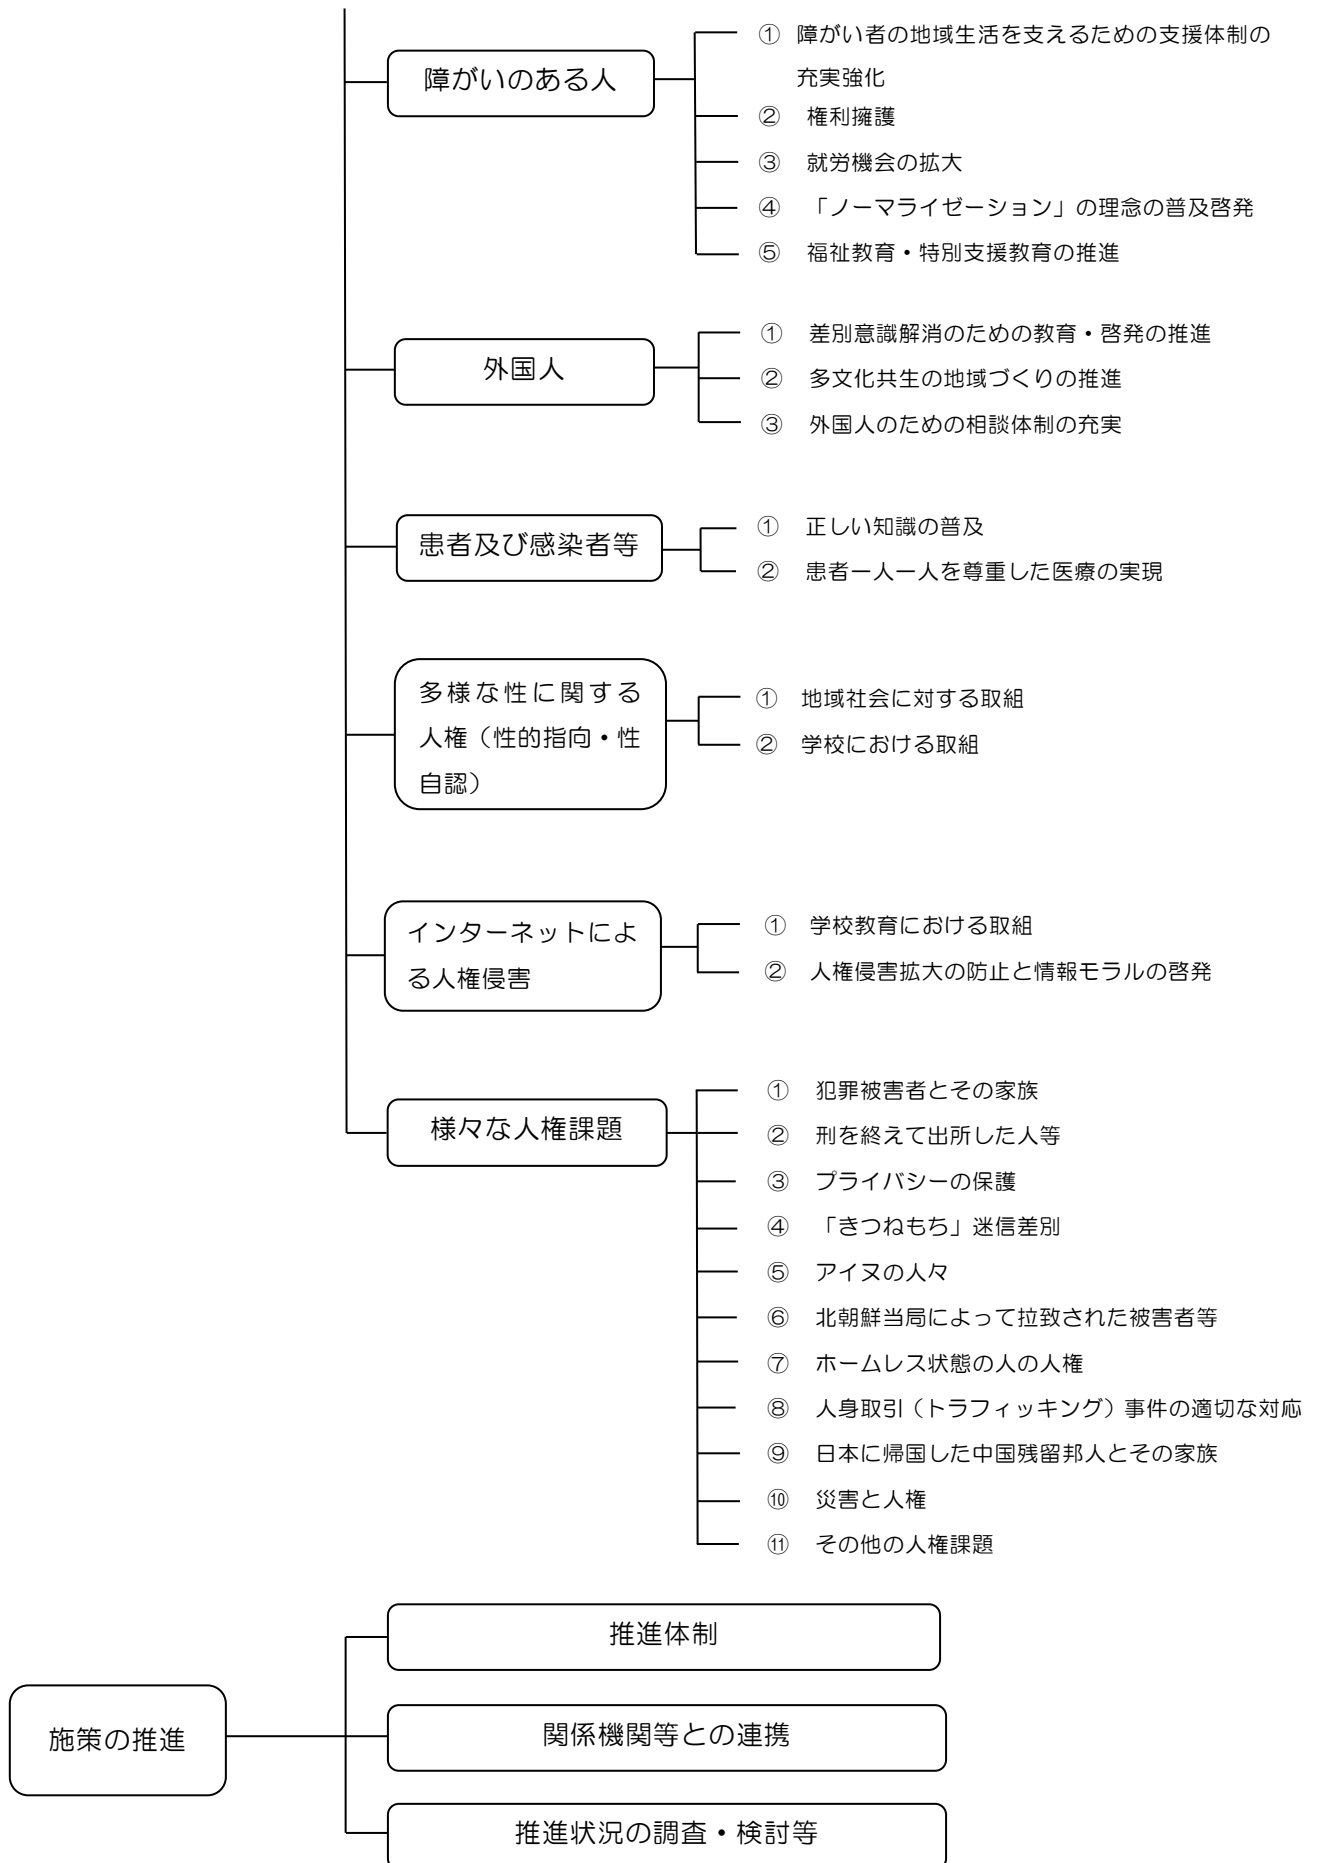 障がいのある人
① 障がい者の地域生活を支えるための支援体制の
充実強化
② 権利擁護
③ 就労機会の拡大
④ 「ノーマライゼーション」の理念の普及啓発
⑤ 福祉教育・特別支援教育の推進
外国人
① 差別意識解消のための教育・啓発の推進
② 多文化共生の地域づくりの推進
③ 外国人のための相談体制の充実
患者及び感染者等
① 正しい知識の普及
② 患者一人一人を尊重した医療の実現
多様な性に関する
人権（性的指向・性
自認）
① 地域社会に対する取組
② 学校における取組
インターネットによ
る人権侵害
① 学校教育における取組
② 人権侵害拡大の防止と情報モラルの啓発
様々な人権課題
① 犯罪被害者とその家族
② 刑を終えて出所した人等
③ プライバシーの保護
④ 「きつねもち」迷信差別
⑤ アイヌの人々
⑥ 北朝鮮当局によって拉致された被害者等
⑦ ホームレス状態の人の人権
⑧ 人身取引（トラフィッキング）事件の適切な対応
⑨ 日本に帰国した中国残留邦人とその家族
⑩ 災害と人権
⑪ その他の人権課題
施策の推進
推進体制
関係機関等との連携
推進状況の調査・検討等